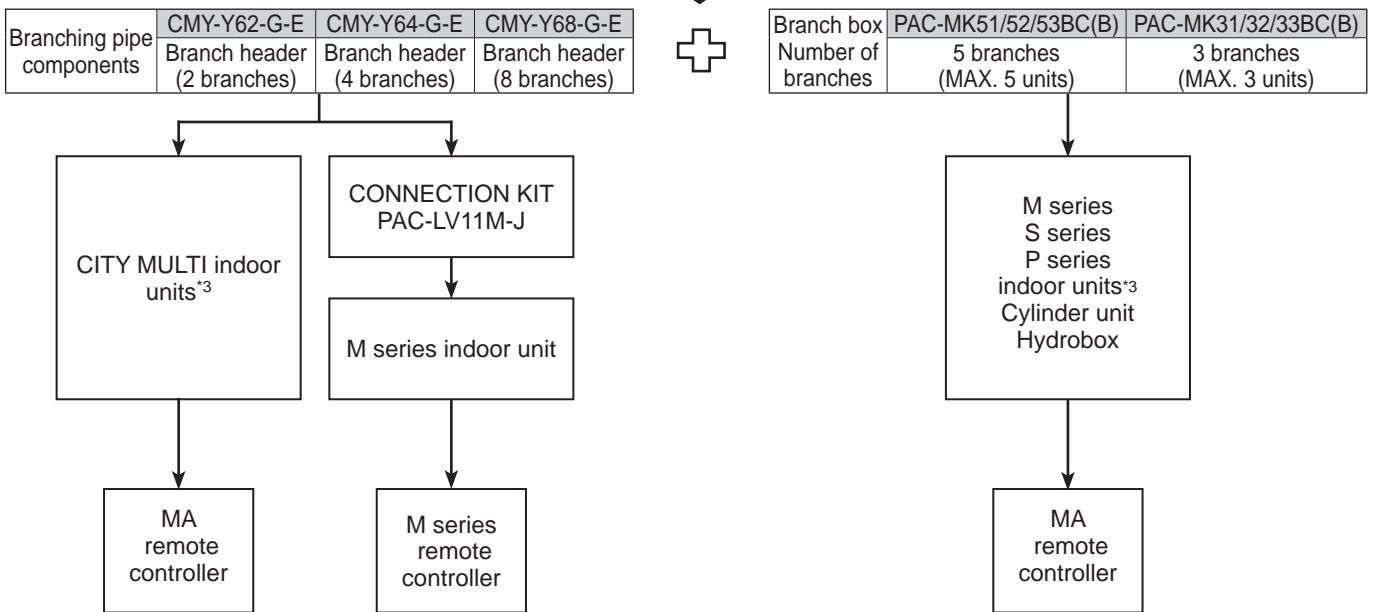 Branching pipe components
CMY-Y62-G-E
CMY-Y64-G-E
CMY-Y68-G-E
Branch header
(2 branches)
Branch header
(4 branches)
Branch header
(8 branches)
Branch box
Number of
branches
PAC-MK51/52/53BC(B)
PAC-MK31/32/33BC(B)
5 branches
(MAX. 5 units)
3 branches
(MAX. 3 units)
CITY MULTI indoor
units*3
CONNECTION KIT
PAC-LV11M-J
M series indoor unit
M series
S series
P series
indoor units*3
Cylinder unit
Hydrobox
MA
remote
controller
M series
remote
controller
MA
remote
controller